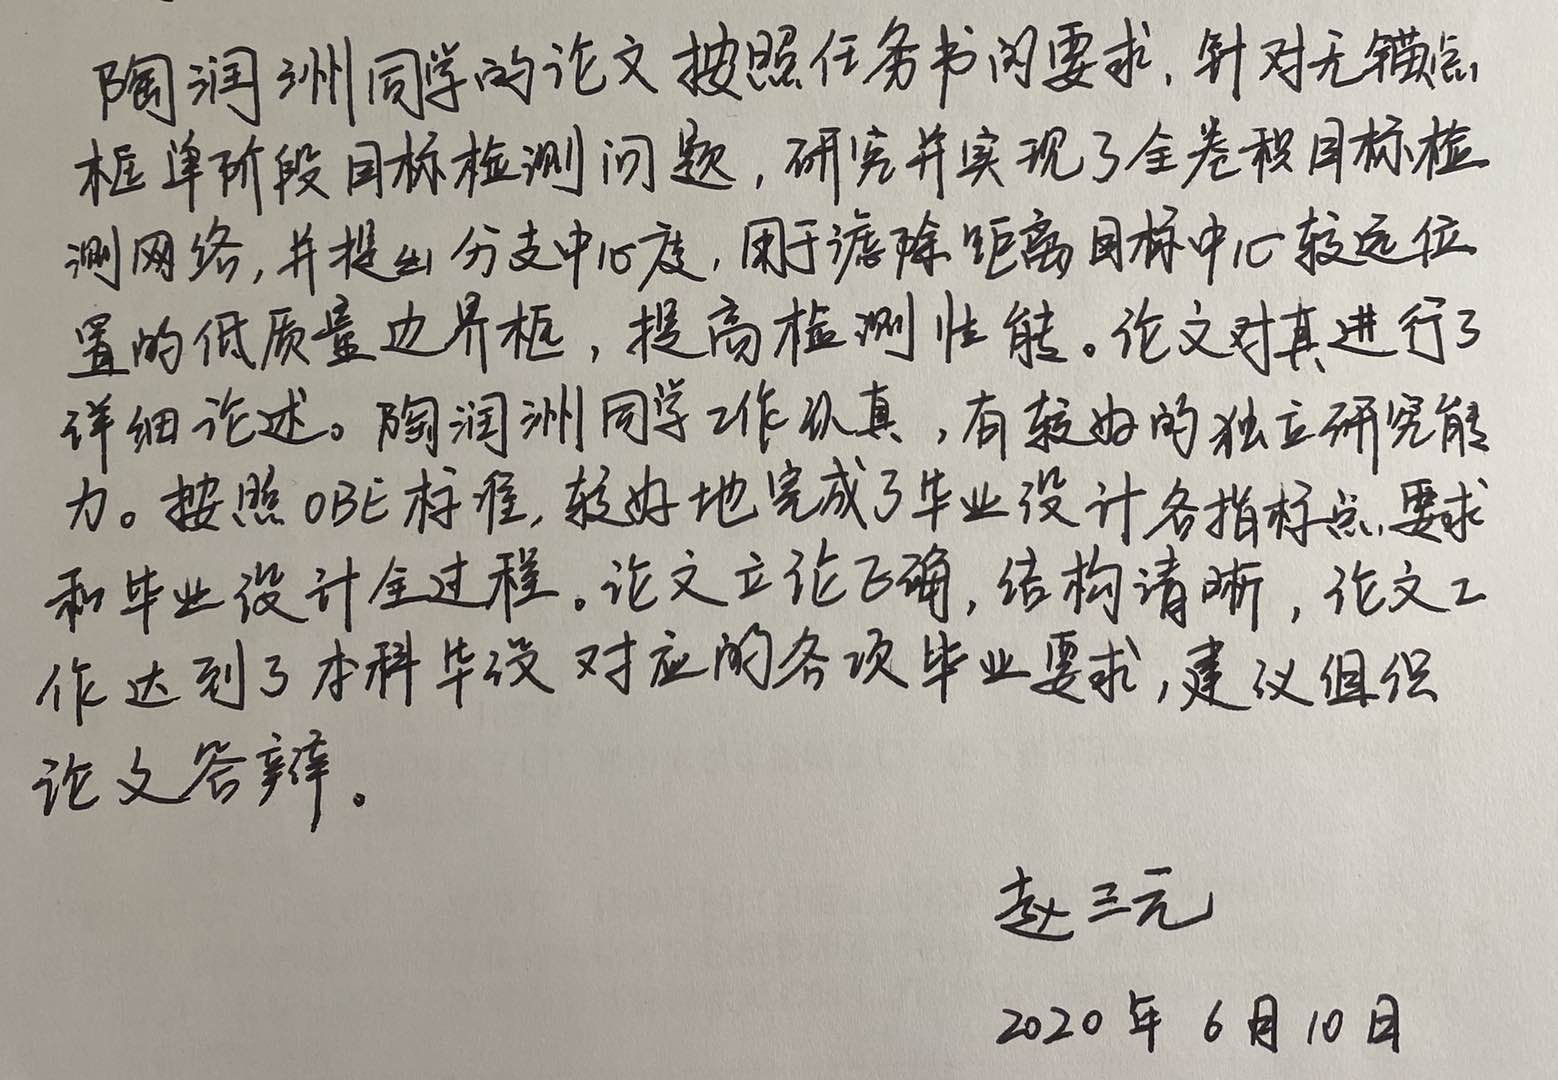 陶润洲同学的论文按照任务书的要求，针对无锚点
框单阶段目标检测问题，研究并实现了全卷积目标检
测网络，并提出分支中心度，用于滤除距离目标中心较远位
置的低质量边界框，提高检测性能。论文对其进行了
详细论述。陶润洲同学工作认真，有较好的独立研究能
力。按照OBE标准，较好地完成了毕业设计各指标点要求
和毕业设计全过程。论文立论正确，结构清晰，论文工
作达到了本科毕设对应的各项毕业要求，建议组织
论文答辩。
赵三元
2020年6月10日